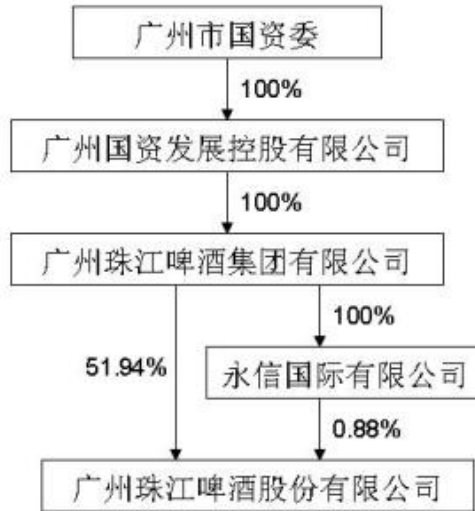 广州市国资委
100%
广州国资发展控股有限公司
100%
广州珠江啤酒集团有限公司
100%
51.94%
永信国际有限公司
0.88%
广州珠江啤酒股份有限公司